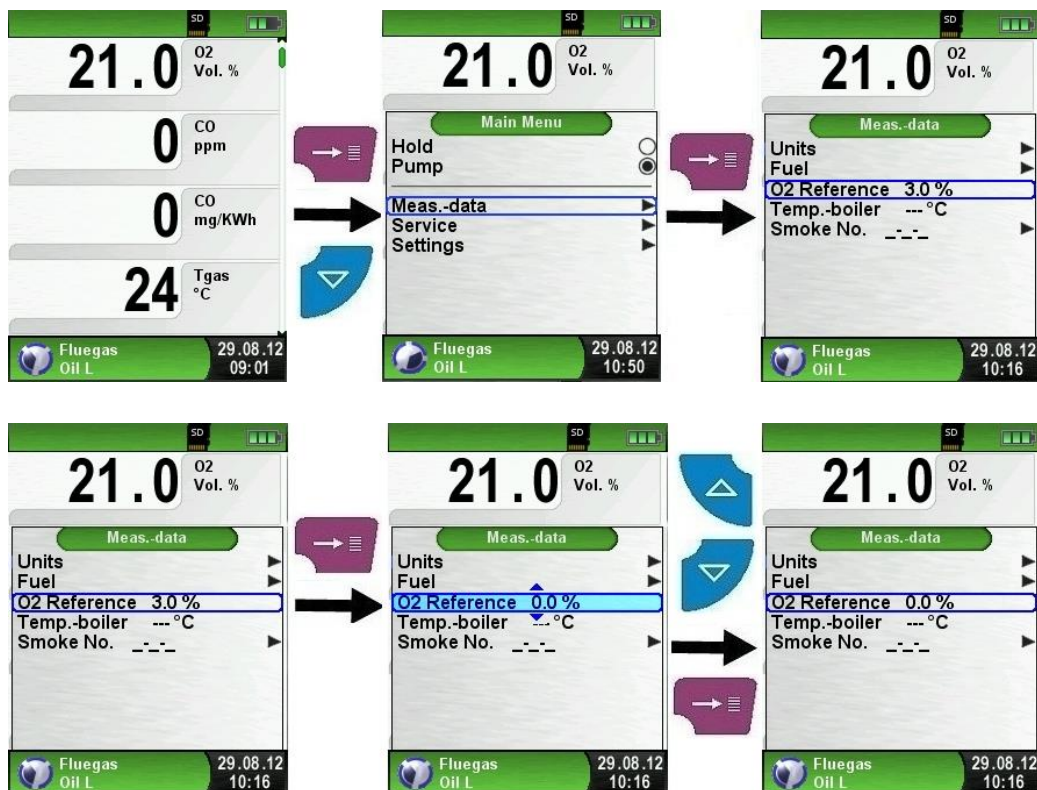 SD
21.0 O2
Vol. %
0 CO
ppm
0 CO
mg/KWh
24 Tgas
°C
Fluegas 29.08.12
Oil L 09:01
SD
21.0 O2
Vol. %
Main Menu
Hold
Pump
Meas.-data
Service
Settings
Fluegas 29.08.12
Oil L 10:50
SD
21.0 O2
Vol. %
Meas.-data
Units
Fuel
O2 Reference 3.0 %
Temp.-boiler --- °C
Smoke No. _-_-_
Fluegas 29.08.12
Oil L 10:16
SD
21.0 O2
Vol. %
Meas.-data
Units
Fuel
O2 Reference 3.0 %
Temp.-boiler --- °C
Smoke No. _-_-_
Fluegas 29.08.12
Oil L 10:16
SD
21.0 O2
Vol. %
Meas.-data
Units
Fuel
O2 Reference 0.0 %
Temp.-boiler --- °C
Smoke No. _-_-_
Fluegas 29.08.12
Oil L 10:16
SD
21.0 O2
Vol. %
Meas.-data
Units
Fuel
O2 Reference 0.0 %
Temp.-boiler --- °C
Smoke No. _-_-_
Fluegas 29.08.12
Oil L 10:16